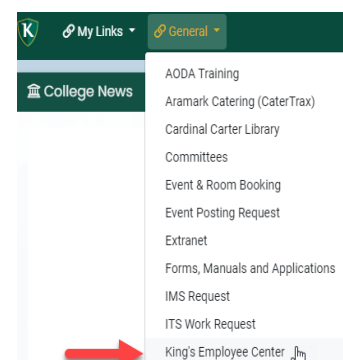 K My Links General
College News
AODA Training
Aramark Catering (CaterTrax)
Cardinal Carter Library
Committees
Event & Room Booking
Event Posting Request
Extranet
Forms, Manuals and Applications
IMS Request
ITS Work Request
King's Employee Center